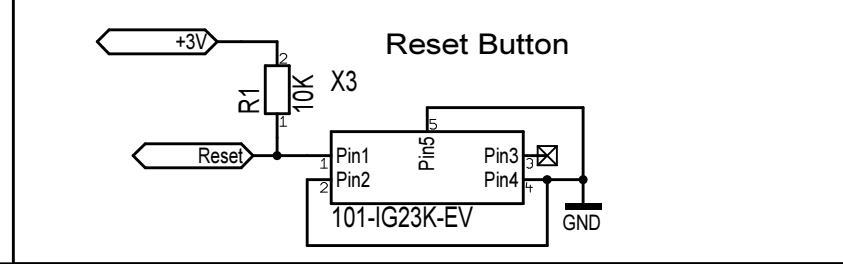 +3V
Reset Button
2
R1
10K
X3
1
5
Reset
1
Pin1
Pin5
Pin3
3
2
Pin2
Pin4
4
101-IG23K-EV
GND